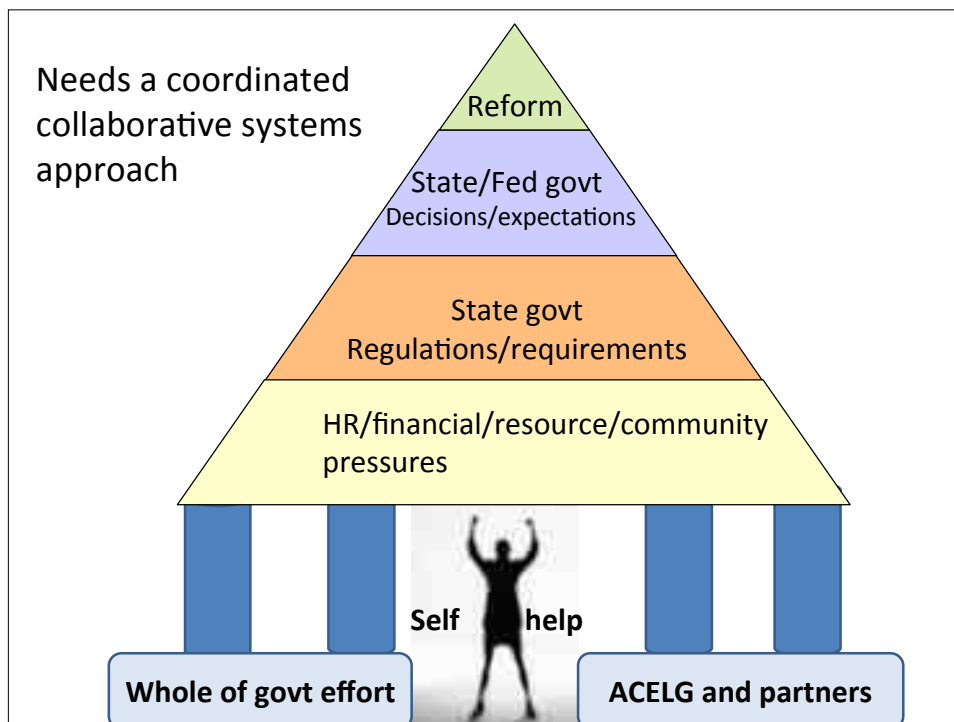 Needs a coordinated
collaborative systems
approach
Reform
State/Fed govt
Decisions/expectations
State govt
Regulations/requirements
HR/financial/resource/community
pressures
Self help
Whole of govt effort
ACELG and partners